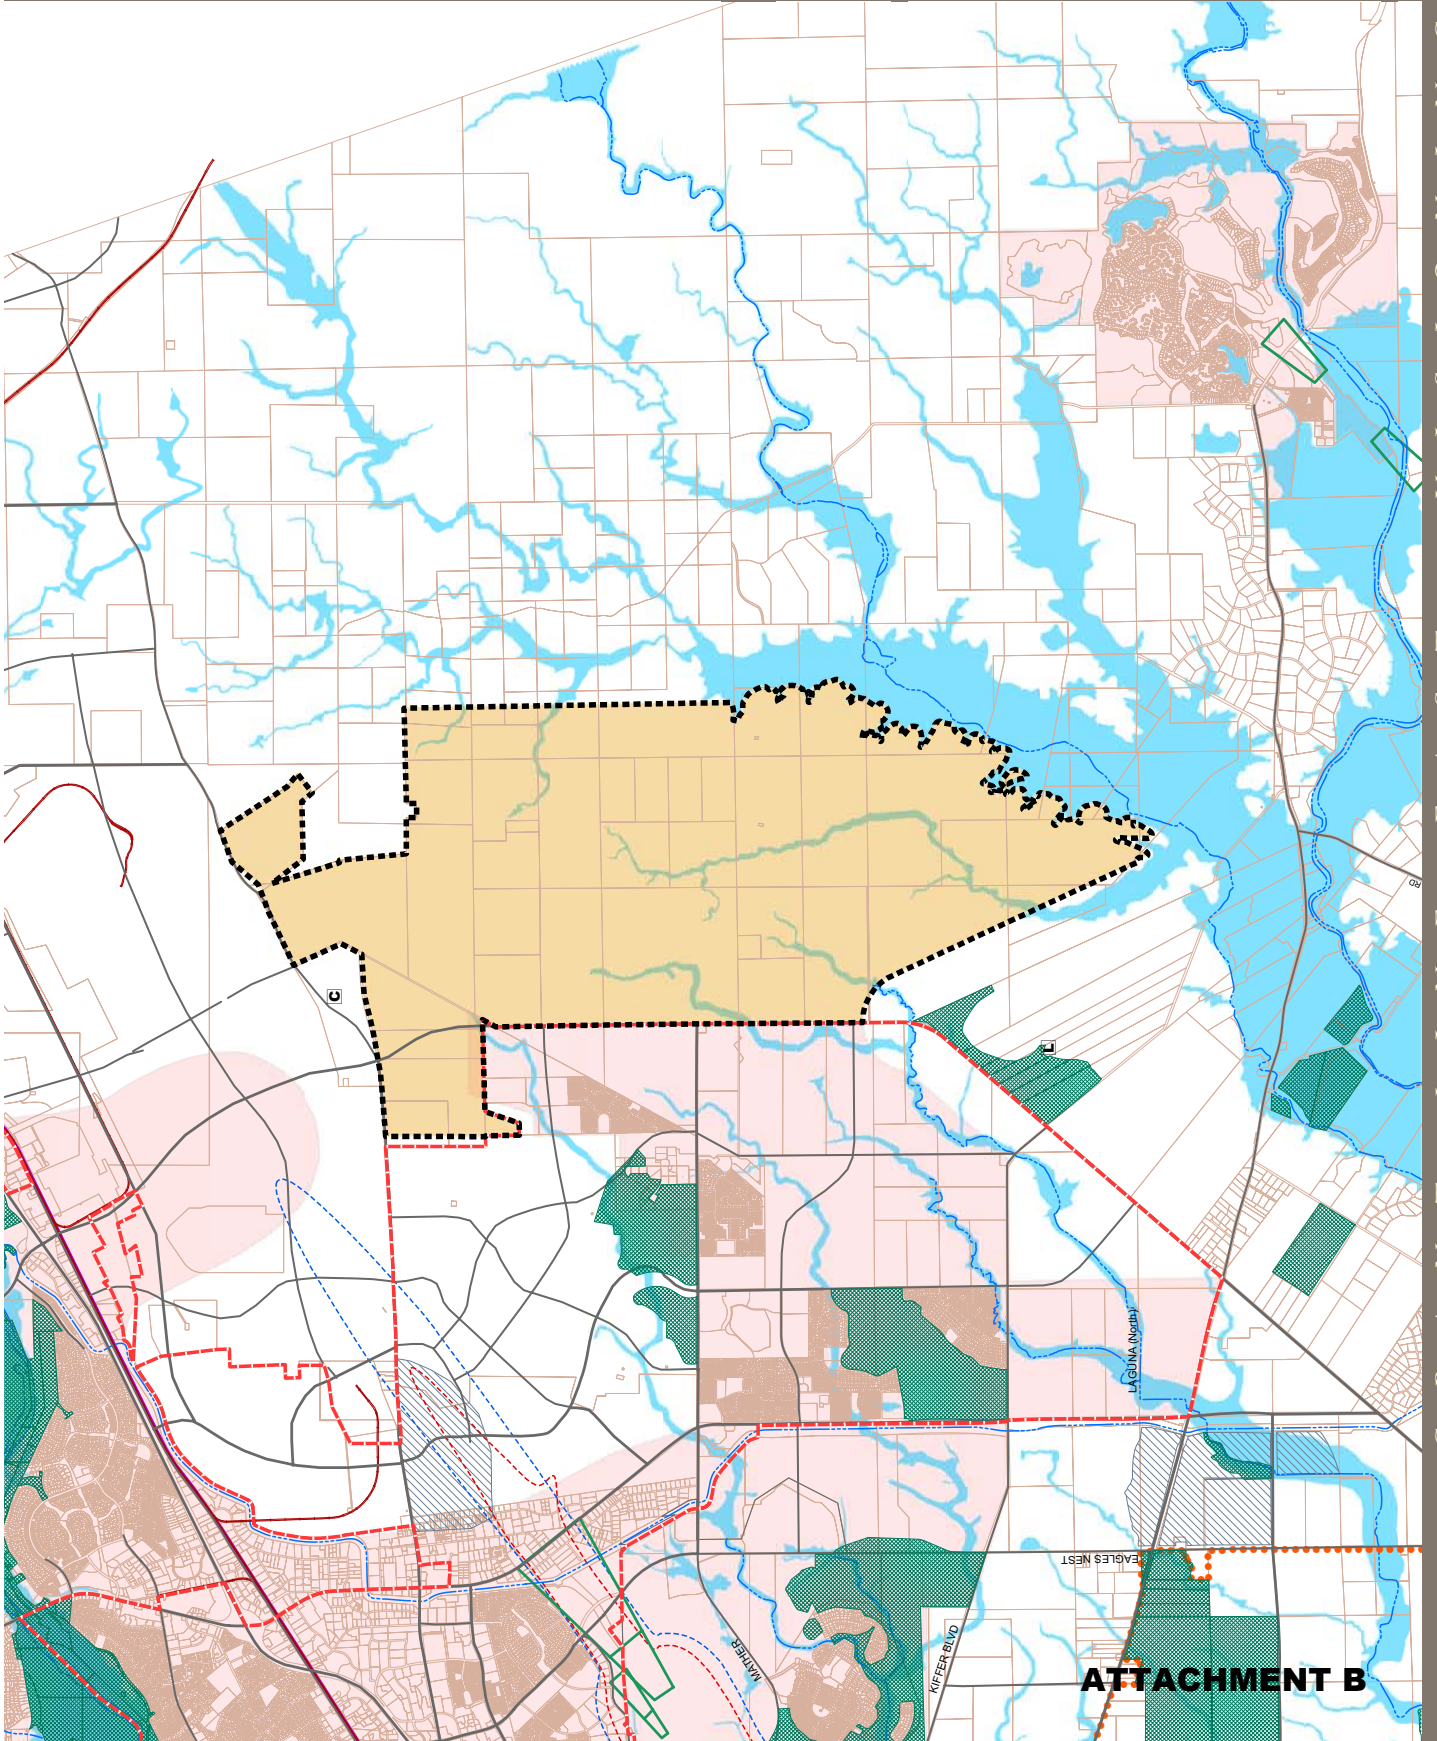 C
L
RD
LAGUNA (North)
EAGLES NEST
MATHER
KIFFER BLVD
ATTACHMENT B